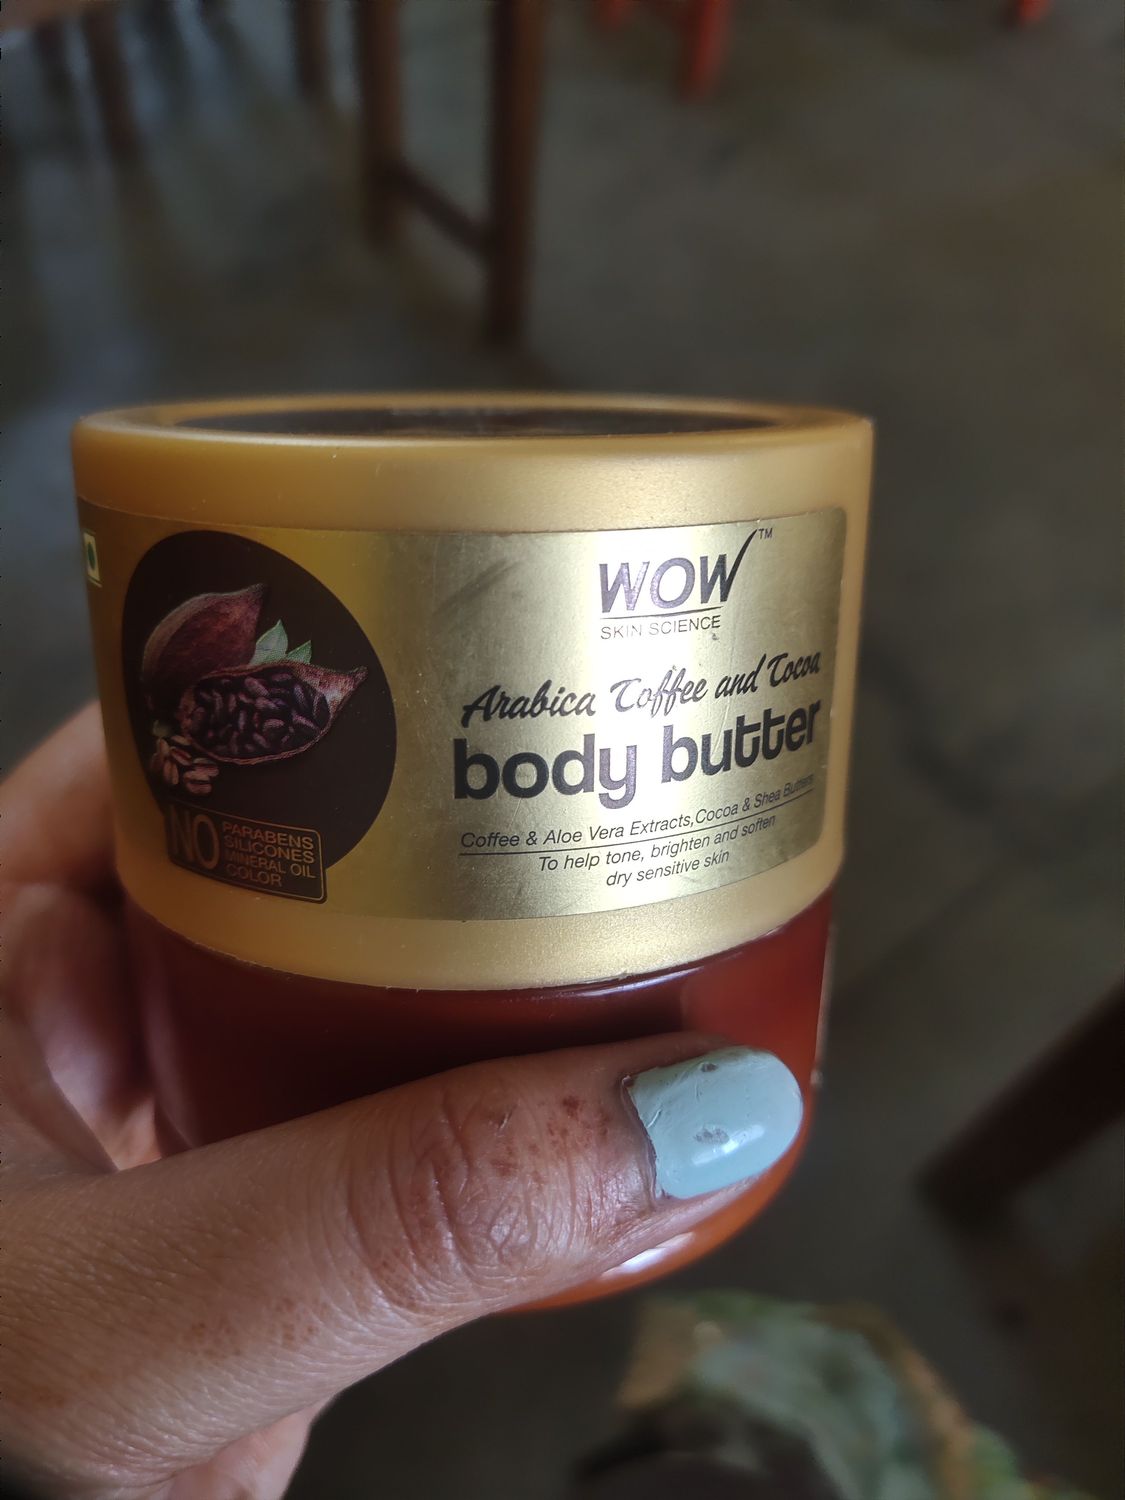 WOW™
SKIN SCIENCE
Arabica Coffee and Cocoa
body butter
Coffee & Aloe Vera Extracts,Cocoa & Shea Butters
To help tone, brighten and soften
dry sensitive skin
NO PARABENS
SILICONES
MINERAL OIL
COLOR